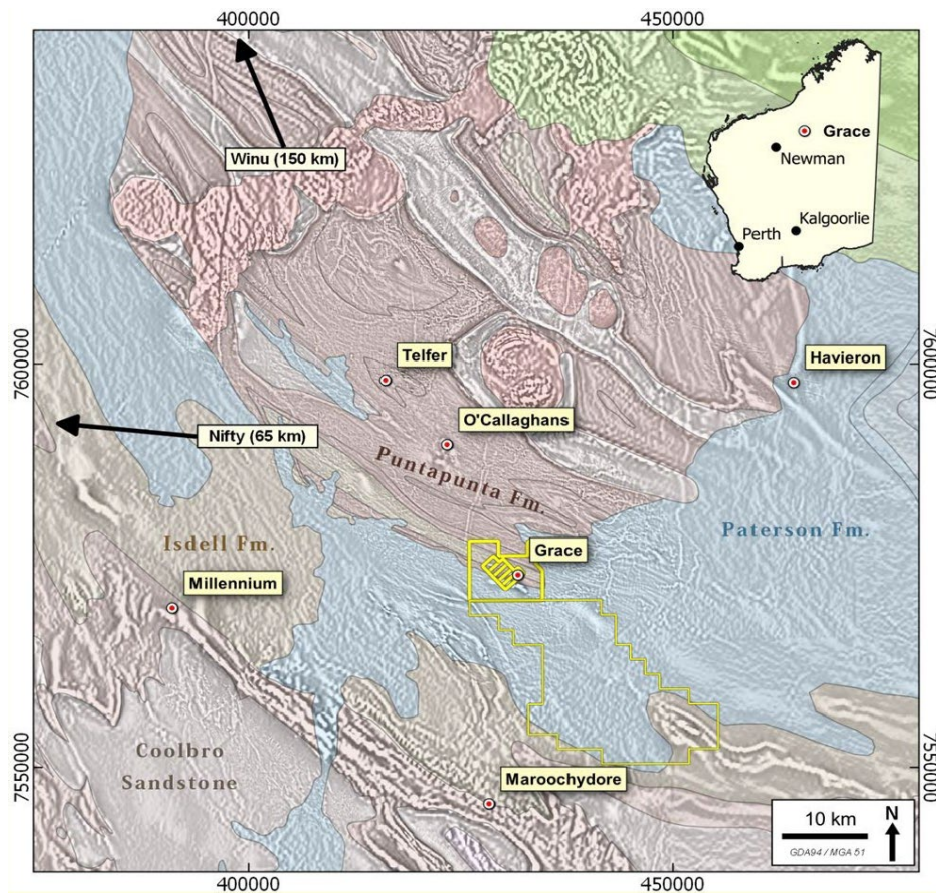 400000
450000
Winu (150 km)
Grace
Newman
Kalgoorlie
Perth
7600000
Telfer
Havieron
7600000
O'Callaghans
Nifty (65 km)
Puntapunta Fm.
Paterson Fm.
Isdell Fm.
Grace
Millennium
Coolbro
Sandstone
7550000
Maroochydore
7550000
10 km
N
GDA94 / MGA 51
400000
450000